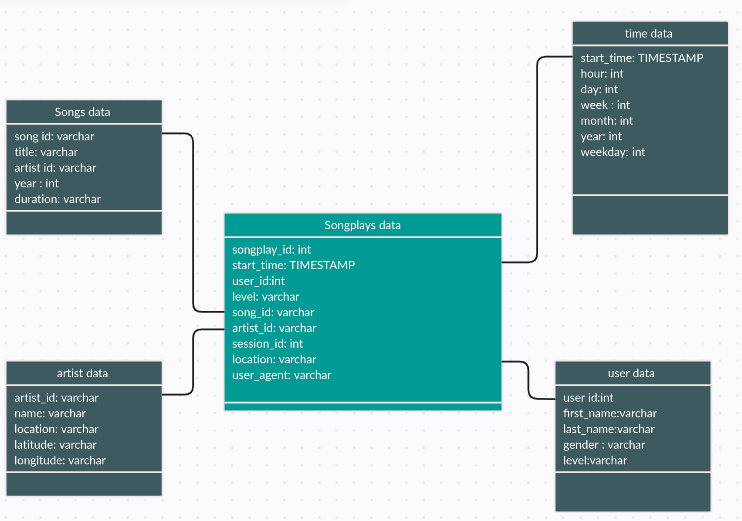 time data
start_time: TIMESTAMP
hour: int
day: int
week : int
month: int
year: int
weekday: int
Songs data
song id: varchar
title: varchar
artist id: varchar
year : int
duration: varchar
Songplays data
songplay_id: int
start_time: TIMESTAMP
user_id:int
level: varchar
song_id: varchar
artist_id: varchar
session_id: int
location: varchar
user_agent: varchar
artist data
artist_id: varchar
name: varchar
location: varchar
latitude: varchar
longitude: varchar
user data
user id:int
first_name:varchar
last_name:varchar
gender : varchar
level:varchar